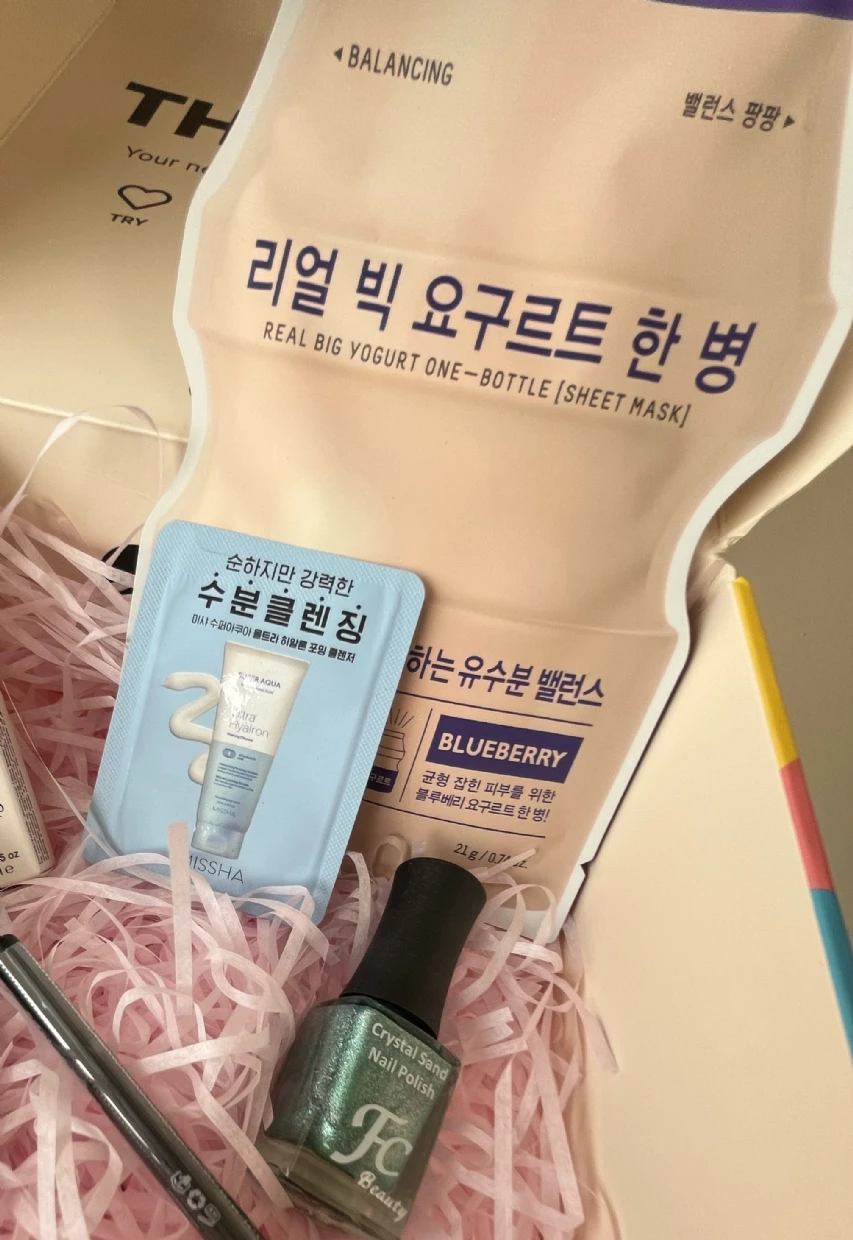 TH
Your ne
TRY
◀ BALANCING
밸런스 팡팡 ▶
리얼 빅 요구르트 한 병
REAL BIG YOGURT ONE-BOTTLE [SHEET MASK]
하는 유수분 밸런스
BLUEBERRY
균형 잡힌 피부를 위한
블루베리 요구르트 한 병!
21g / 0.74
순하지만 강력한
수분클렌징
미샤 수퍼아쿠아 울트라 히알론 포밍 클렌저
SUPER AQUA
Ultra
Hyalron
MISSHA
Crystal Sand
Nail Polish
FC
Beauty
oz